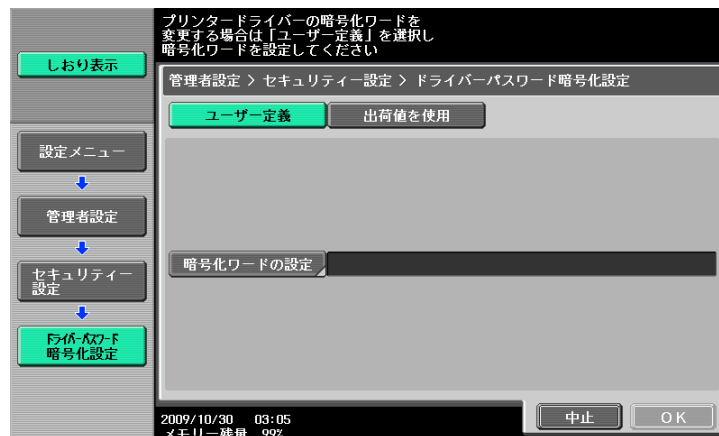 プリンタードライバーの暗号化ワードを
変更する場合は「ユーザー定義」を選択し
暗号化ワードを設定してください
しおり表示
管理者設定 > セキュリティー設定 > ドライバーパスワード暗号化設定
ユーザー定義
出荷値を使用
設定メニュー
管理者設定
暗号化ワードの設定
セキュリティー
設定
ﾄﾞﾗｲﾊﾞｰﾊﾟｽﾜｰﾄﾞ
暗号化設定
中止
OK
2009/10/30 03:05
メモリー残量 99%